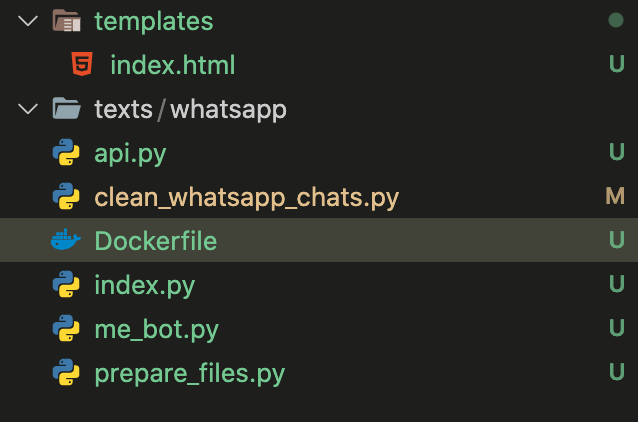 templates
index.html U
texts/whatsapp
api.py U
clean_whatsapp_chats.py M
Dockerfile U
index.py U
me_bot.py U
prepare_files.py U